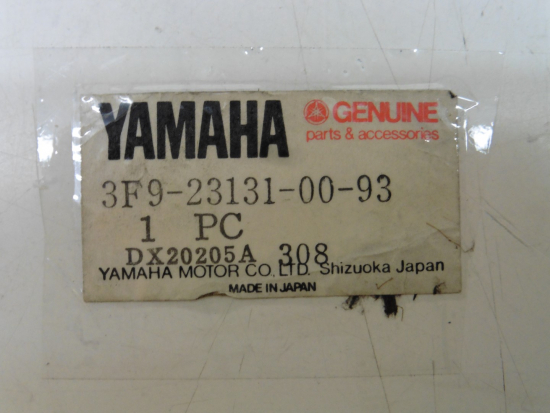 YAMAHA GENUINE
parts & accessories
3F9-23131-00-93
1 PC
DX20205A 308
YAMAHA MOTOR CO., LTD. Shizuoka Japan
MADE IN JAPAN